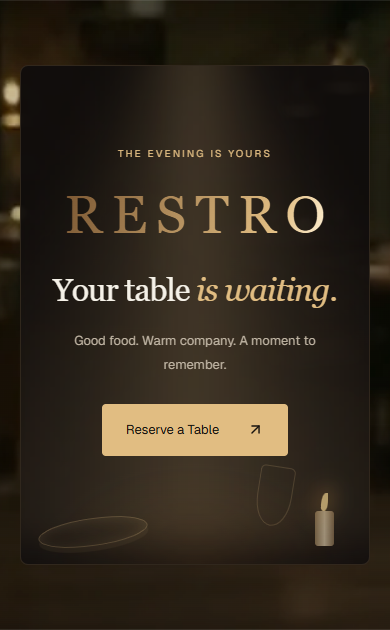 THE EVENING IS YOURS
RESTRO
Your table is waiting.
Good food. Warm company. A moment to
remember.
Reserve a Table